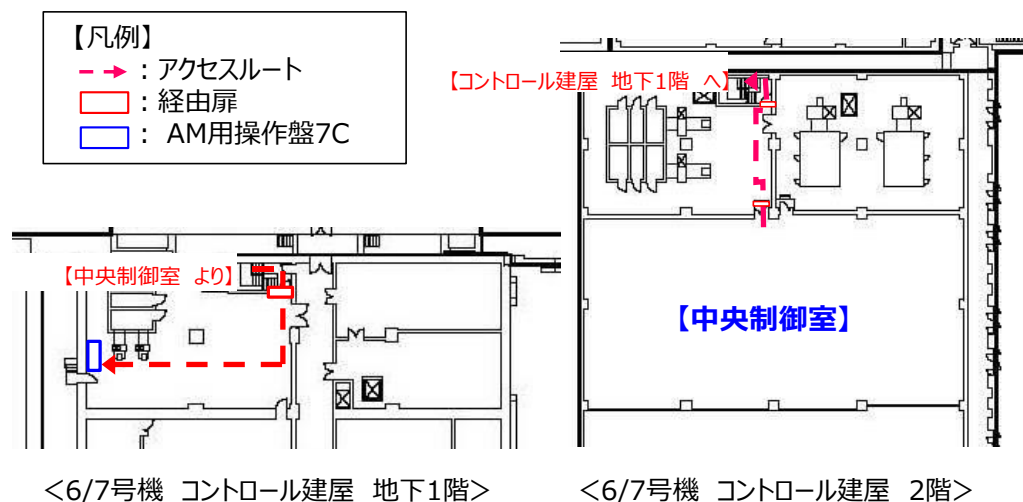 【凡例】
：アクセスルート
：経由扉
： AM用操作盤7C
【コントロール建屋 地下1階 へ】
【中央制御室 より】
【中央制御室】
<6/7号機 コントロール建屋 地下1階>
<6/7号機 コントロール建屋 2階>